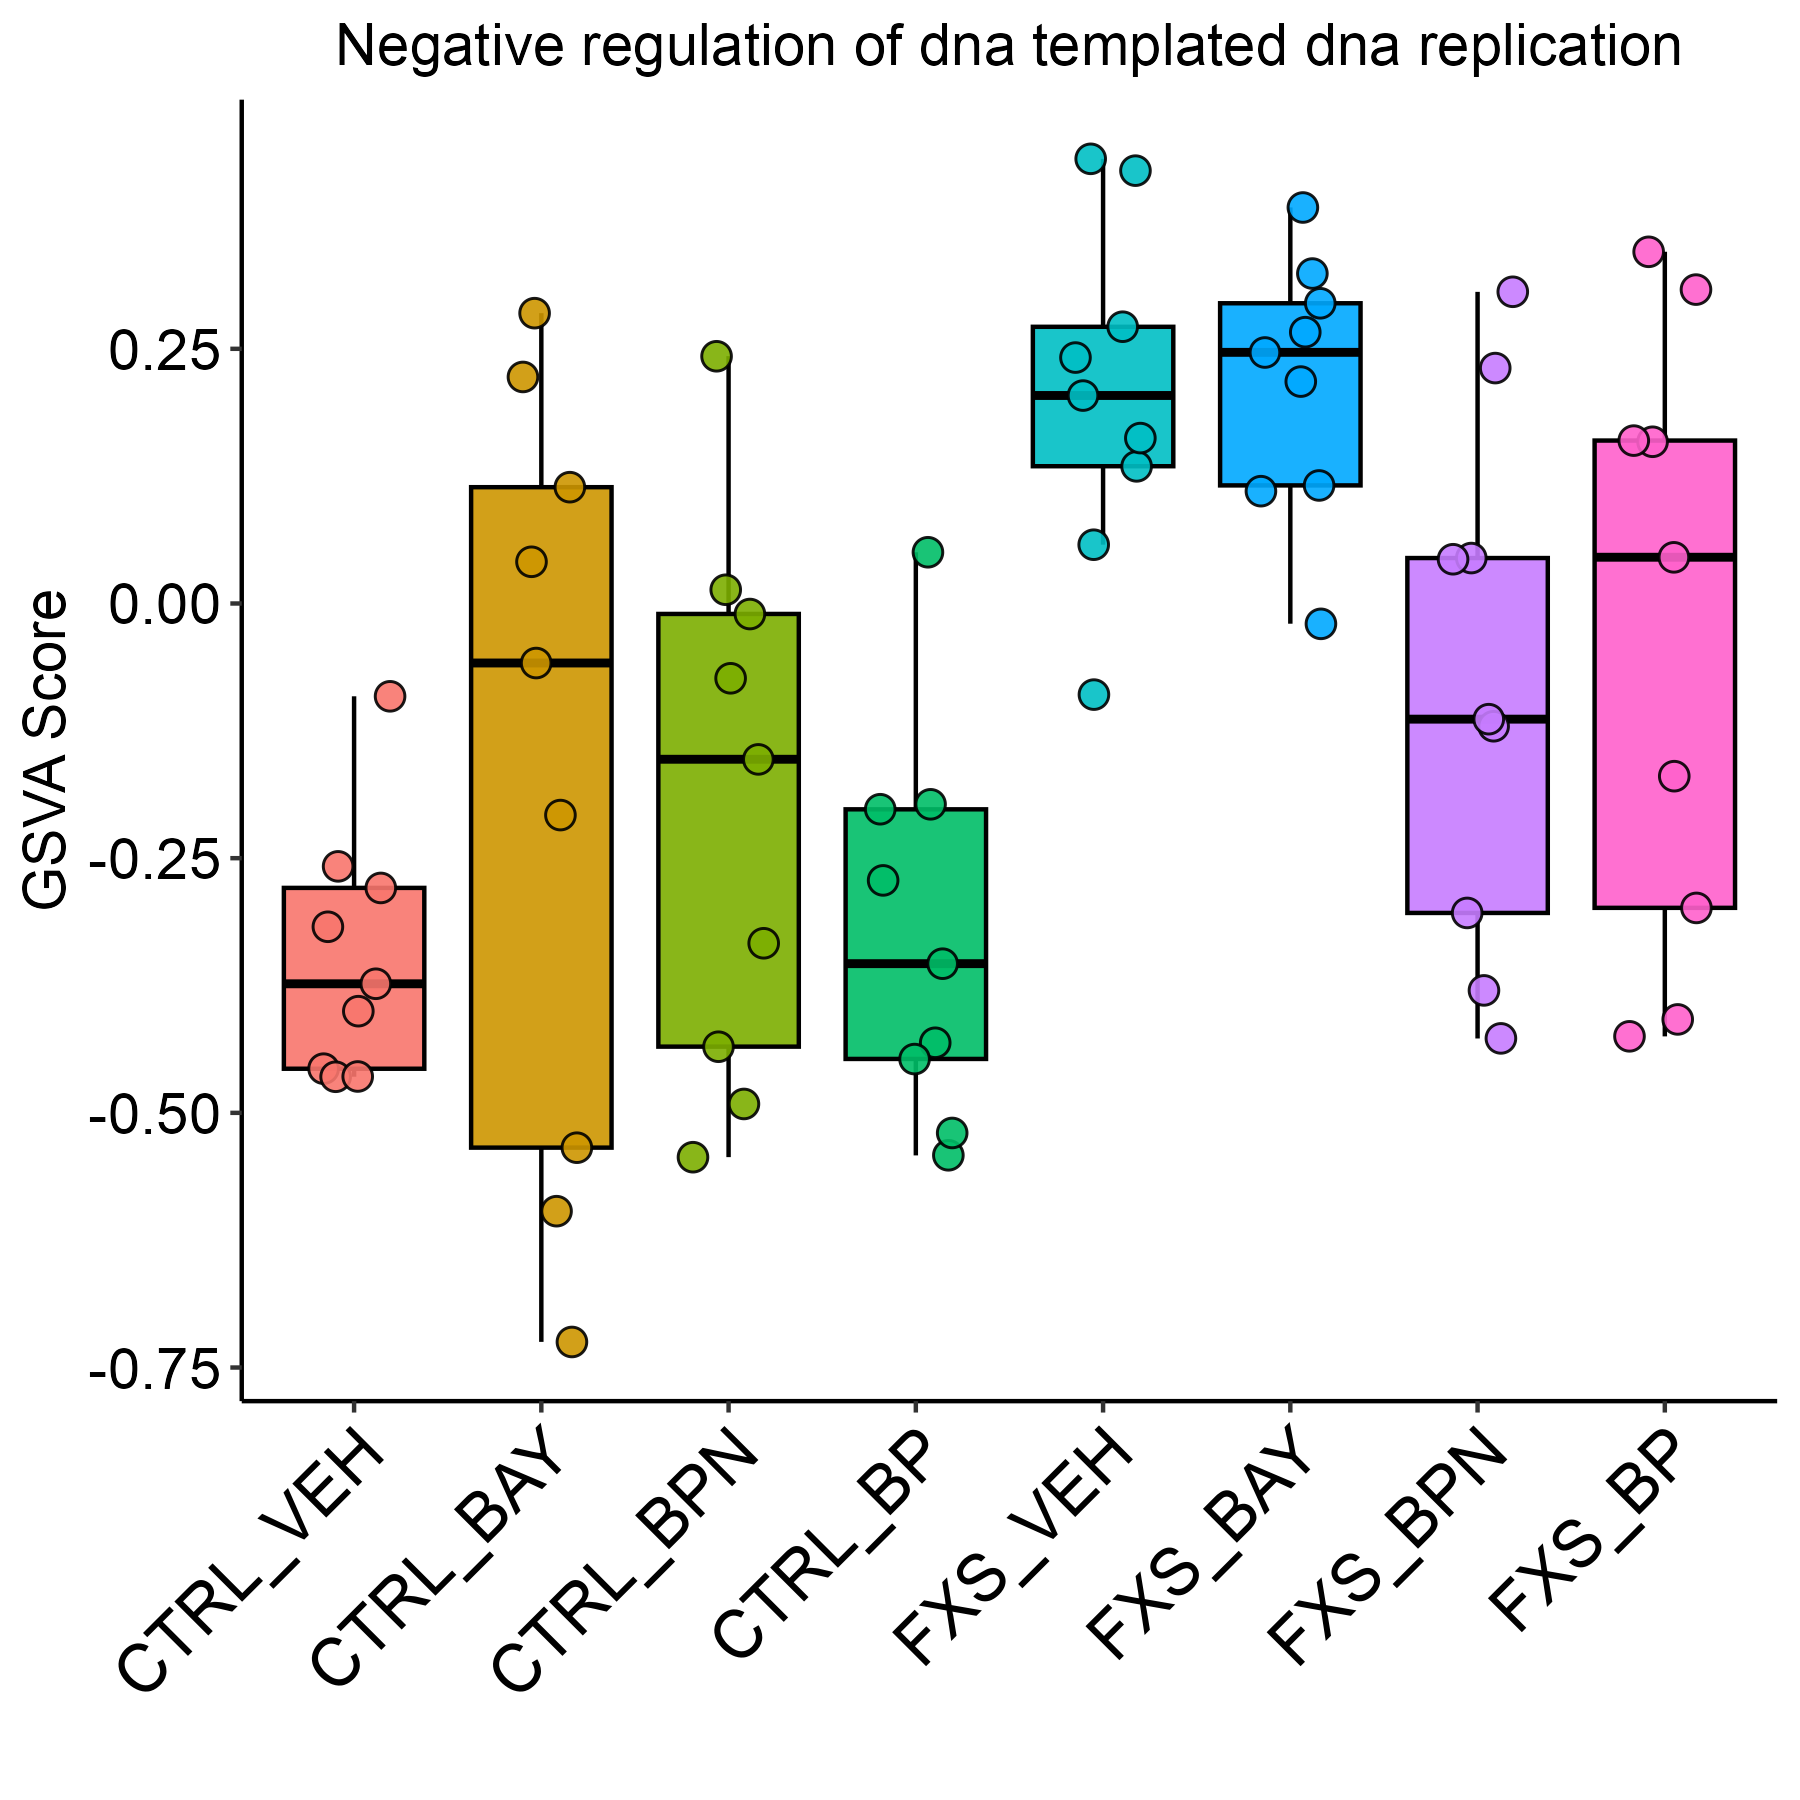 Negative regulation of dna templated dna replication
GSVA Score
0.25
0.00
-0.25
-0.50
-0.75
CTRL_VEH
CTRL_BAY
CTRL_BPN
CTRL_BP
FXS_VEH
FXS_BAY
FXS_BPN
FXS_BP